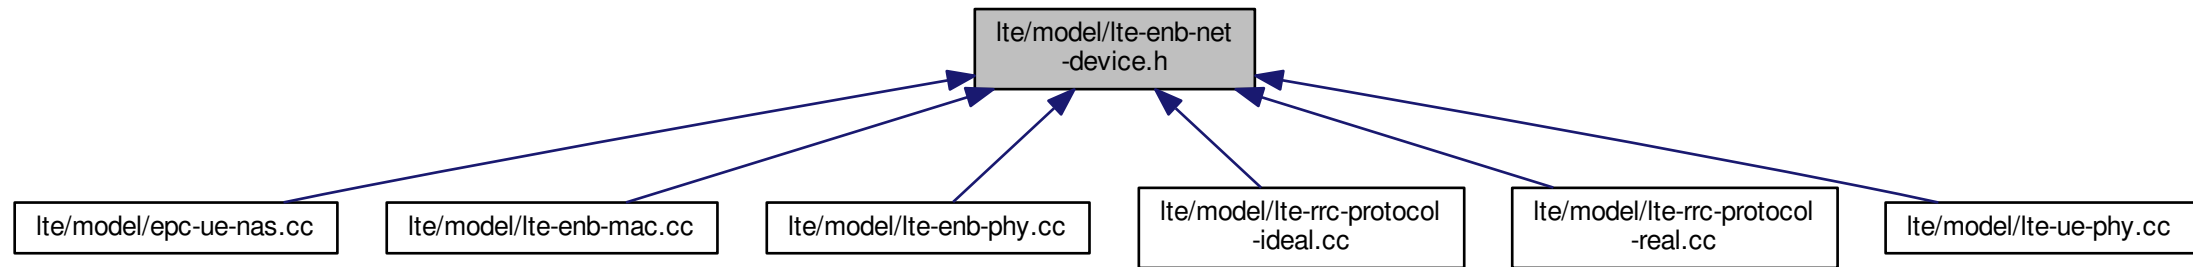 lte/model/lte-enb-net
-device.h
lte/model/epc-ue-nas.cc
lte/model/lte-enb-mac.cc
lte/model/lte-enb-phy.cc
lte/model/lte-rrc-protocol
-ideal.cc
lte/model/lte-rrc-protocol
-real.cc
lte/model/lte-ue-phy.cc